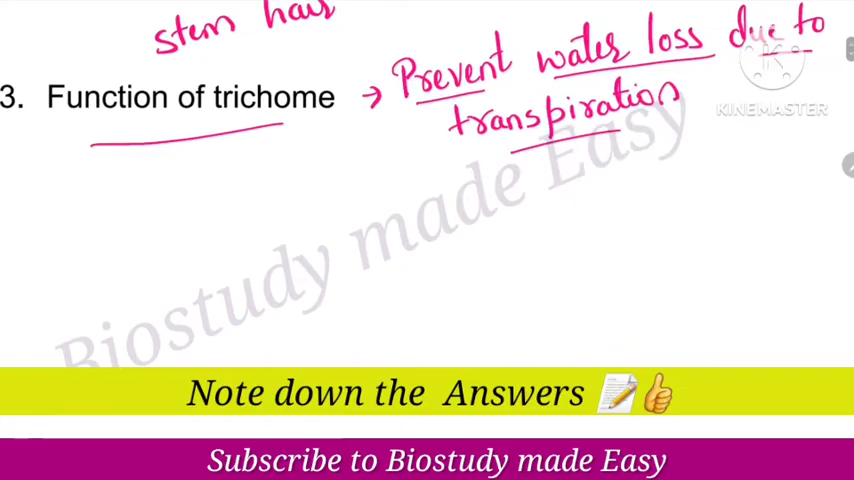 stem hair
3. Function of trichome → Prevent water loss due to
transpiration
KINEMASTER
Biostudy made Easy
Note down the Answers 📝👍
Subscribe to Biostudy made Easy